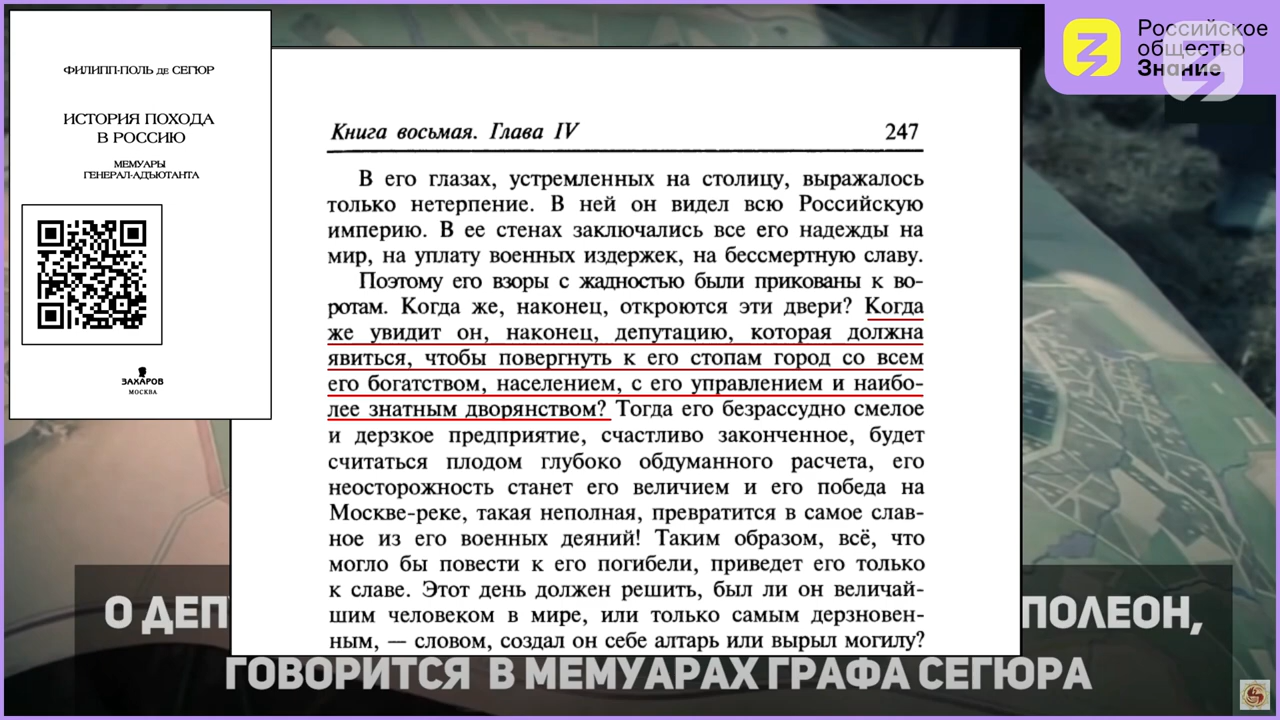 ФИЛИПП-ПОЛЬ ДЕ СЕГЮР
ИСТОРИЯ ПОХОДА
В РОССИЮ
МЕМУАРЫ
ГЕНЕРАЛ-АДЪЮТАНТА
ЗАХАРОВ
МОСКВА
Российское
общество
Знание
Книга восьмая. Глава IV 247
В его глазах, устремленных на столицу, выражалось
только нетерпение. В ней он видел всю Российскую
империю. В ее стенах заключались все его надежды на
мир, на уплату военных издержек, на бессмертную славу.
Поэтому его взоры с жадностью были прикованы к во-
ротам. Когда же, наконец, откроются эти двери? Когда
же увидит он, наконец, депутацию, которая должна
явиться, чтобы повергнуть к его стопам город со всем
его богатством, населением, с его управлением и наибо-
лее знатным дворянством? Тогда его безрассудно смелое
и дерзкое предприятие, счастливо законченное, будет
считаться плодом глубоко обдуманного расчета, его
неосторожность станет его величием и его победа на
Москве-реке, такая неполная, превратится в самое слав-
ное из его военных деяний! Таким образом, всё, что
могло бы повести к его погибели, приведет его только
к славе. Этот день должен решить, был ли он величай-
шим человеком в мире, или только самым дерзновен-
ным, — словом, создал он себе алтарь или вырыл могилу?
О ДЕП ПОЛЕОН,
ГОВОРИТСЯ В МЕМУАРАХ ГРАФА СЕГЮРА